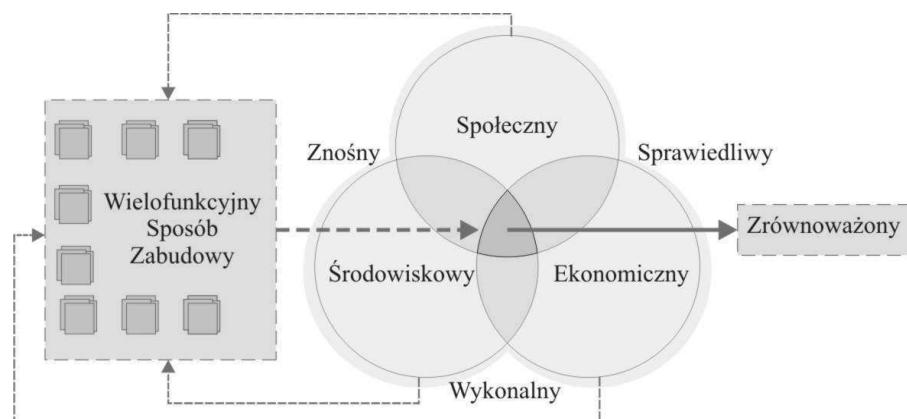 Społeczny
Znośny
Sprawiedliwy
Wielofunkcyjny
Sposób
Zabudowy
Zrównoważony
Środowiskowy
Ekonomiczny
Wykonalny